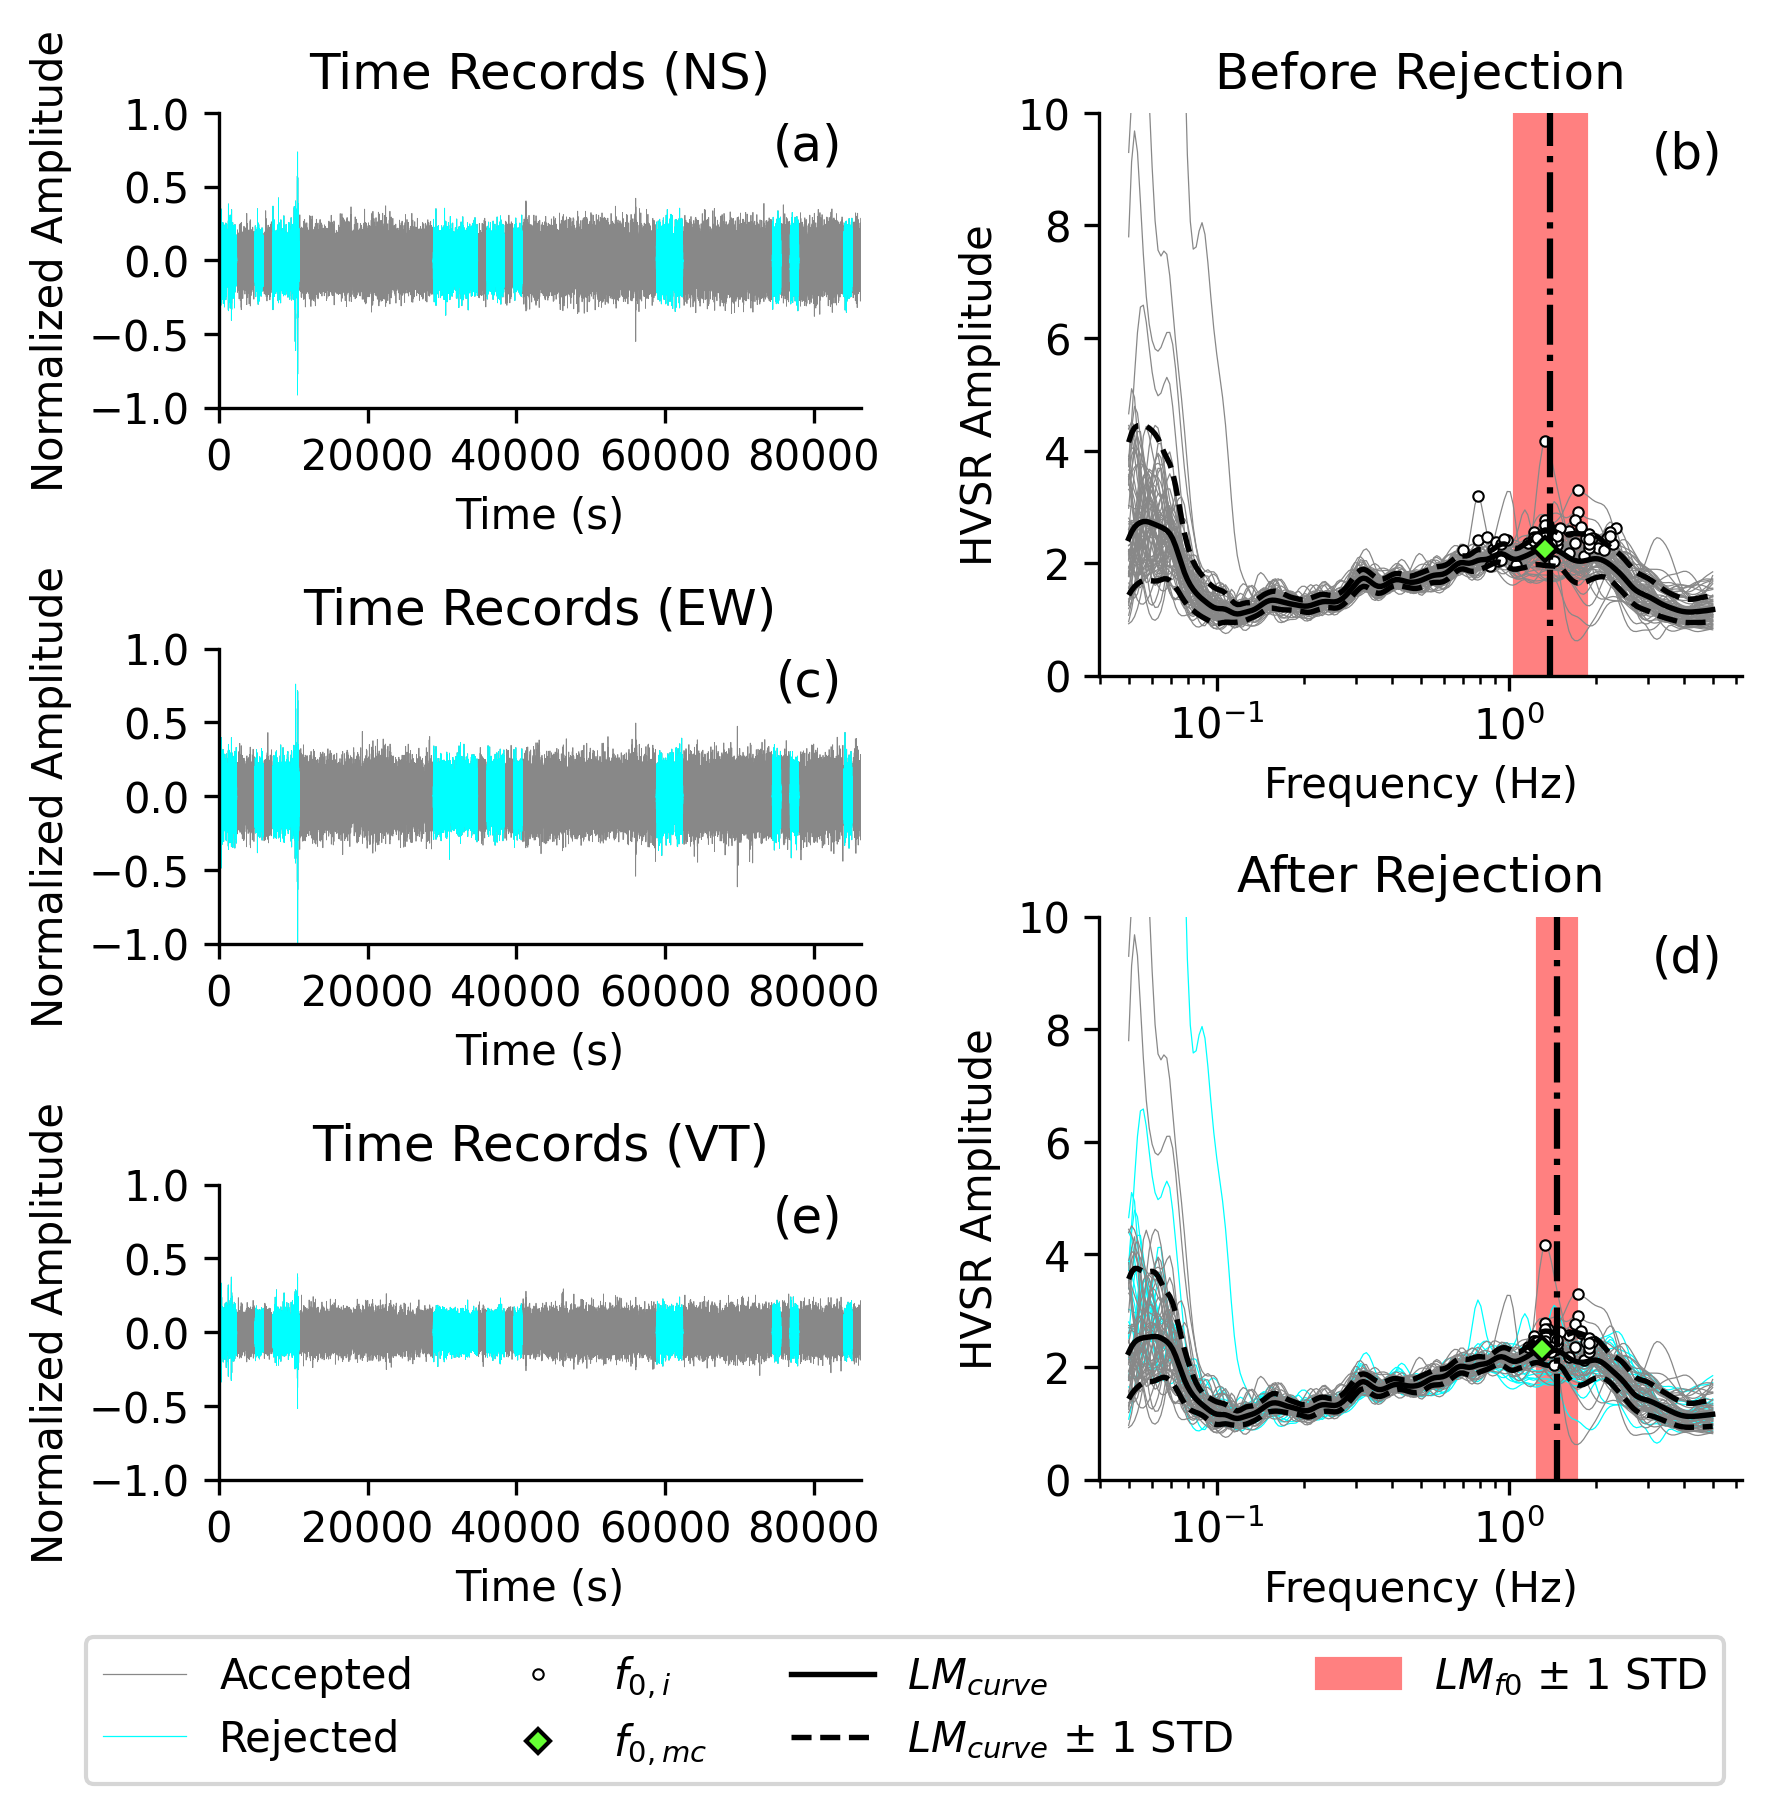 Time Records (NS)
Normalized Amplitude
1.0
0.5
0.0
−0.5
−1.0
(a)
0 20000 40000 60000 80000
Time (s)
Before Rejection
HVSR Amplitude
10
8
6
4
2
0
(b)
10⁻¹ 10⁰
Frequency (Hz)
Time Records (EW)
Normalized Amplitude
1.0
0.5
0.0
−0.5
−1.0
(c)
0 20000 40000 60000 80000
Time (s)
After Rejection
HVSR Amplitude
10
8
6
4
2
0
(d)
10⁻¹ 10⁰
Frequency (Hz)
Time Records (VT)
Normalized Amplitude
1.0
0.5
0.0
−0.5
−1.0
(e)
0 20000 40000 60000 80000
Time (s)
Accepted
Rejected
f0,i
f0,mc
LMcurve
LMcurve ± 1 STD
LMf0 ± 1 STD